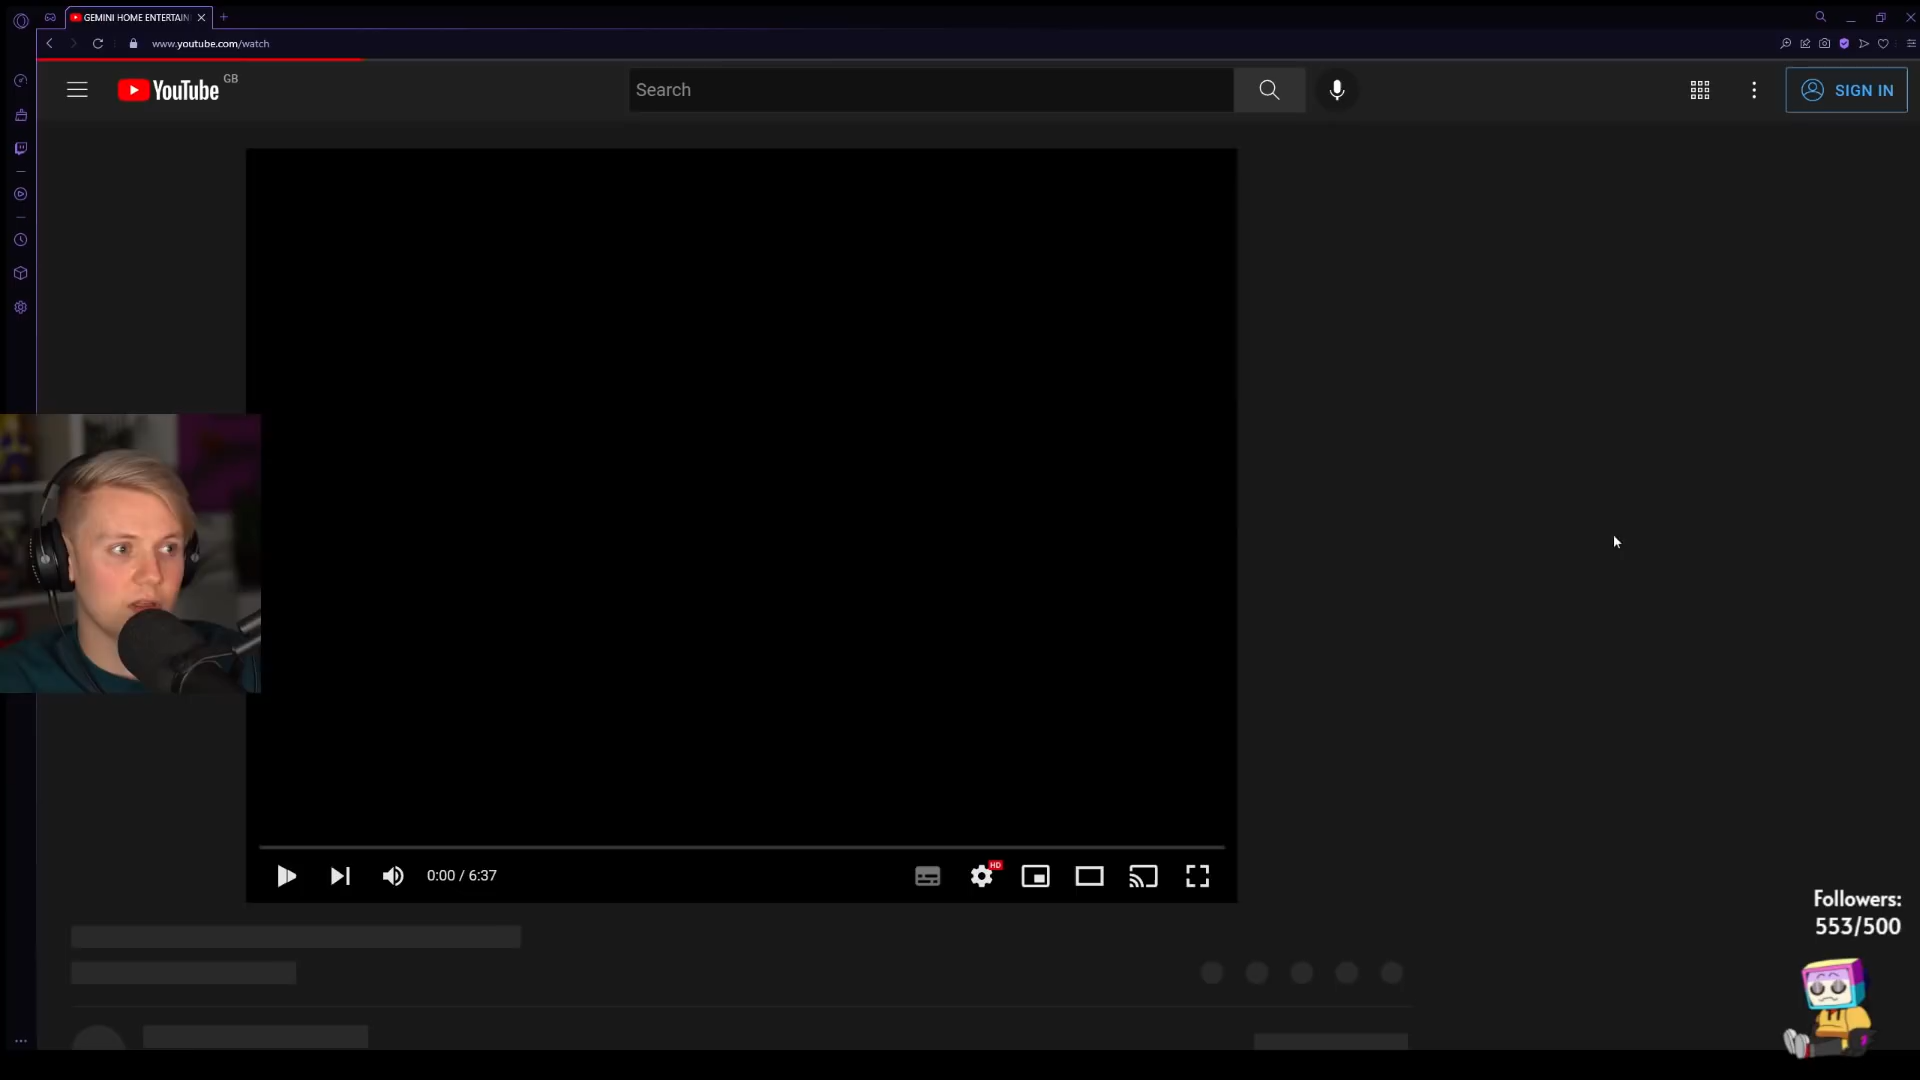 GEMINI HOME ENTERTAIN
www.youtube.com/watch
YouTube GB
Search
SIGN IN
0:00 / 6:37
HD
Followers:
553/500